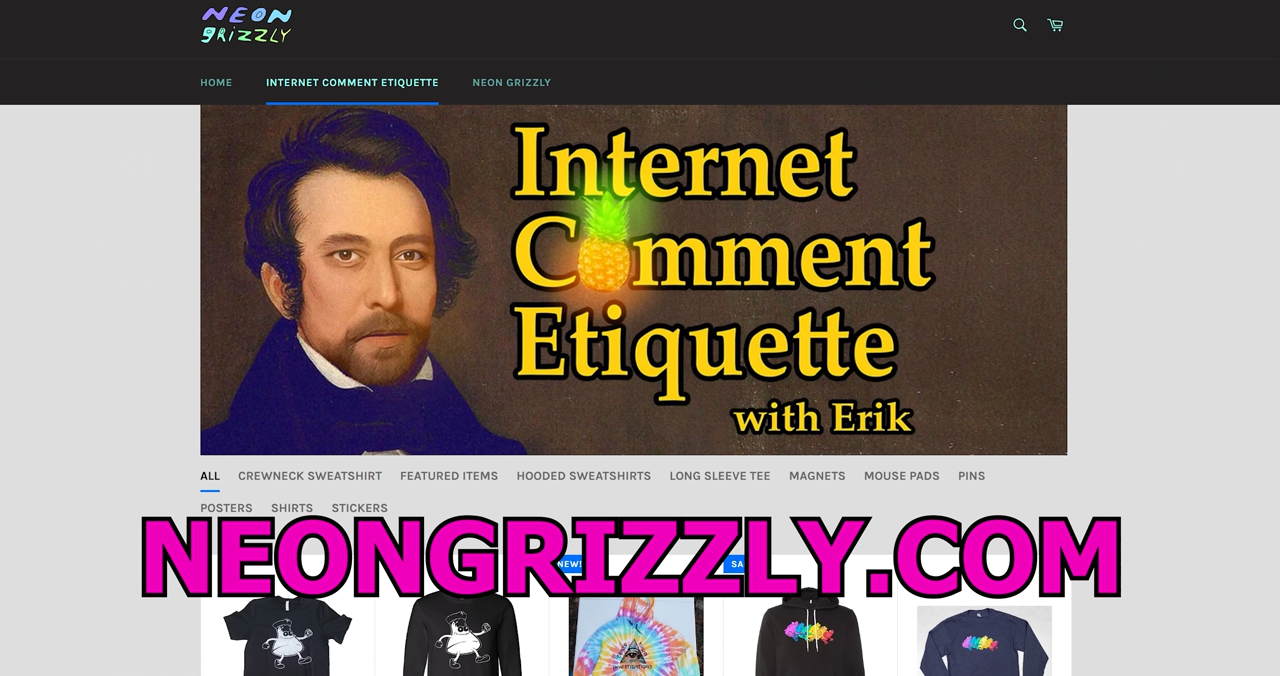 NEON
GRIZZLY
HOME INTERNET COMMENT ETIQUETTE NEON GRIZZLY
Internet
Comment
Etiquette
with Erik
ALL CREWNECK SWEATSHIRT FEATURED ITEMS HOODED SWEATSHIRTS LONG SLEEVE TEE MAGNETS MOUSE PADS PINS
POSTERS SHIRTS STICKERS
NEONGRIZZLY.COM
NEW!